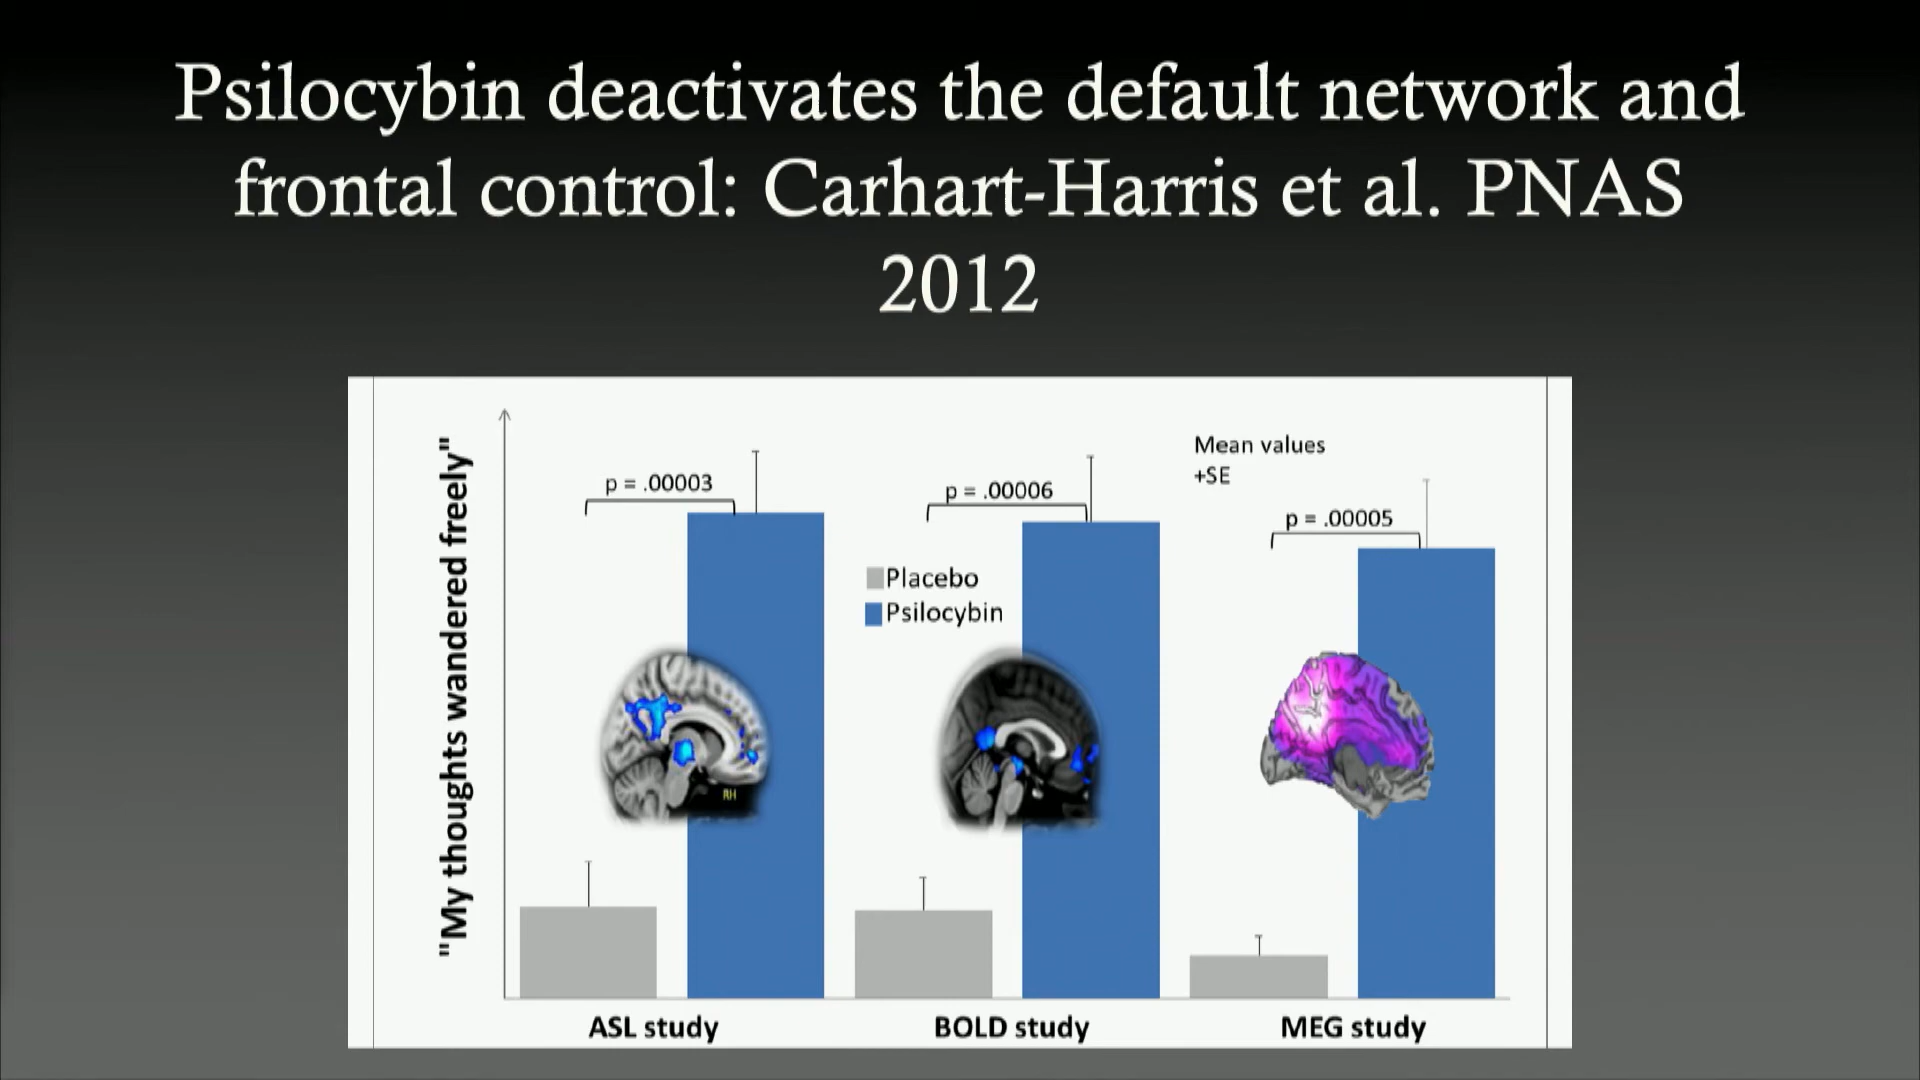 Psilocybin deactivates the default network and
frontal control: Carhart-Harris et al. PNAS
2012
"My thoughts wandered freely"
p = .00003
p = .00006
Mean values
+SE
p = .00005
Placebo
Psilocybin
RH
ASL study
BOLD study
MEG study